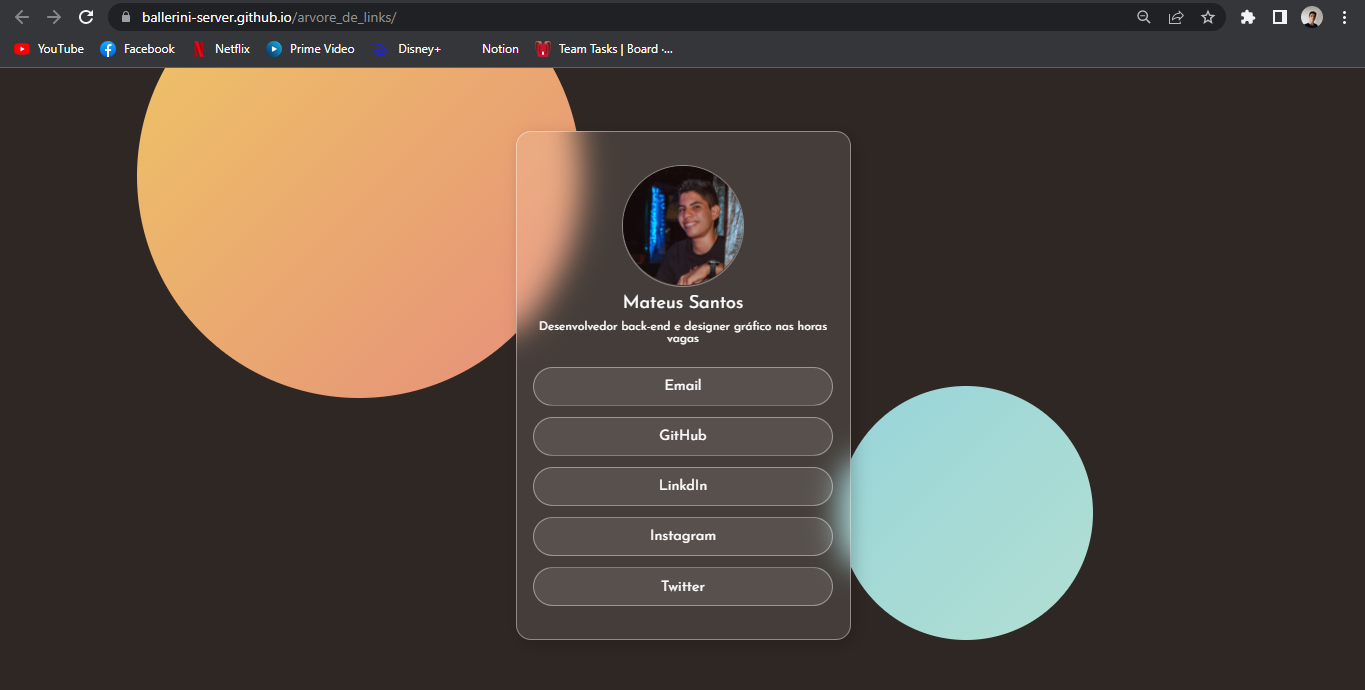 ballerini-server.github.io/arvore_de_links/
YouTube Facebook Netflix Prime Video Disney+ Notion Team Tasks | Board ·...
Mateus Santos
Desenvolvedor back-end e designer gráfico nas horas
vagas
Email
GitHub
LinkdIn
Instagram
Twitter